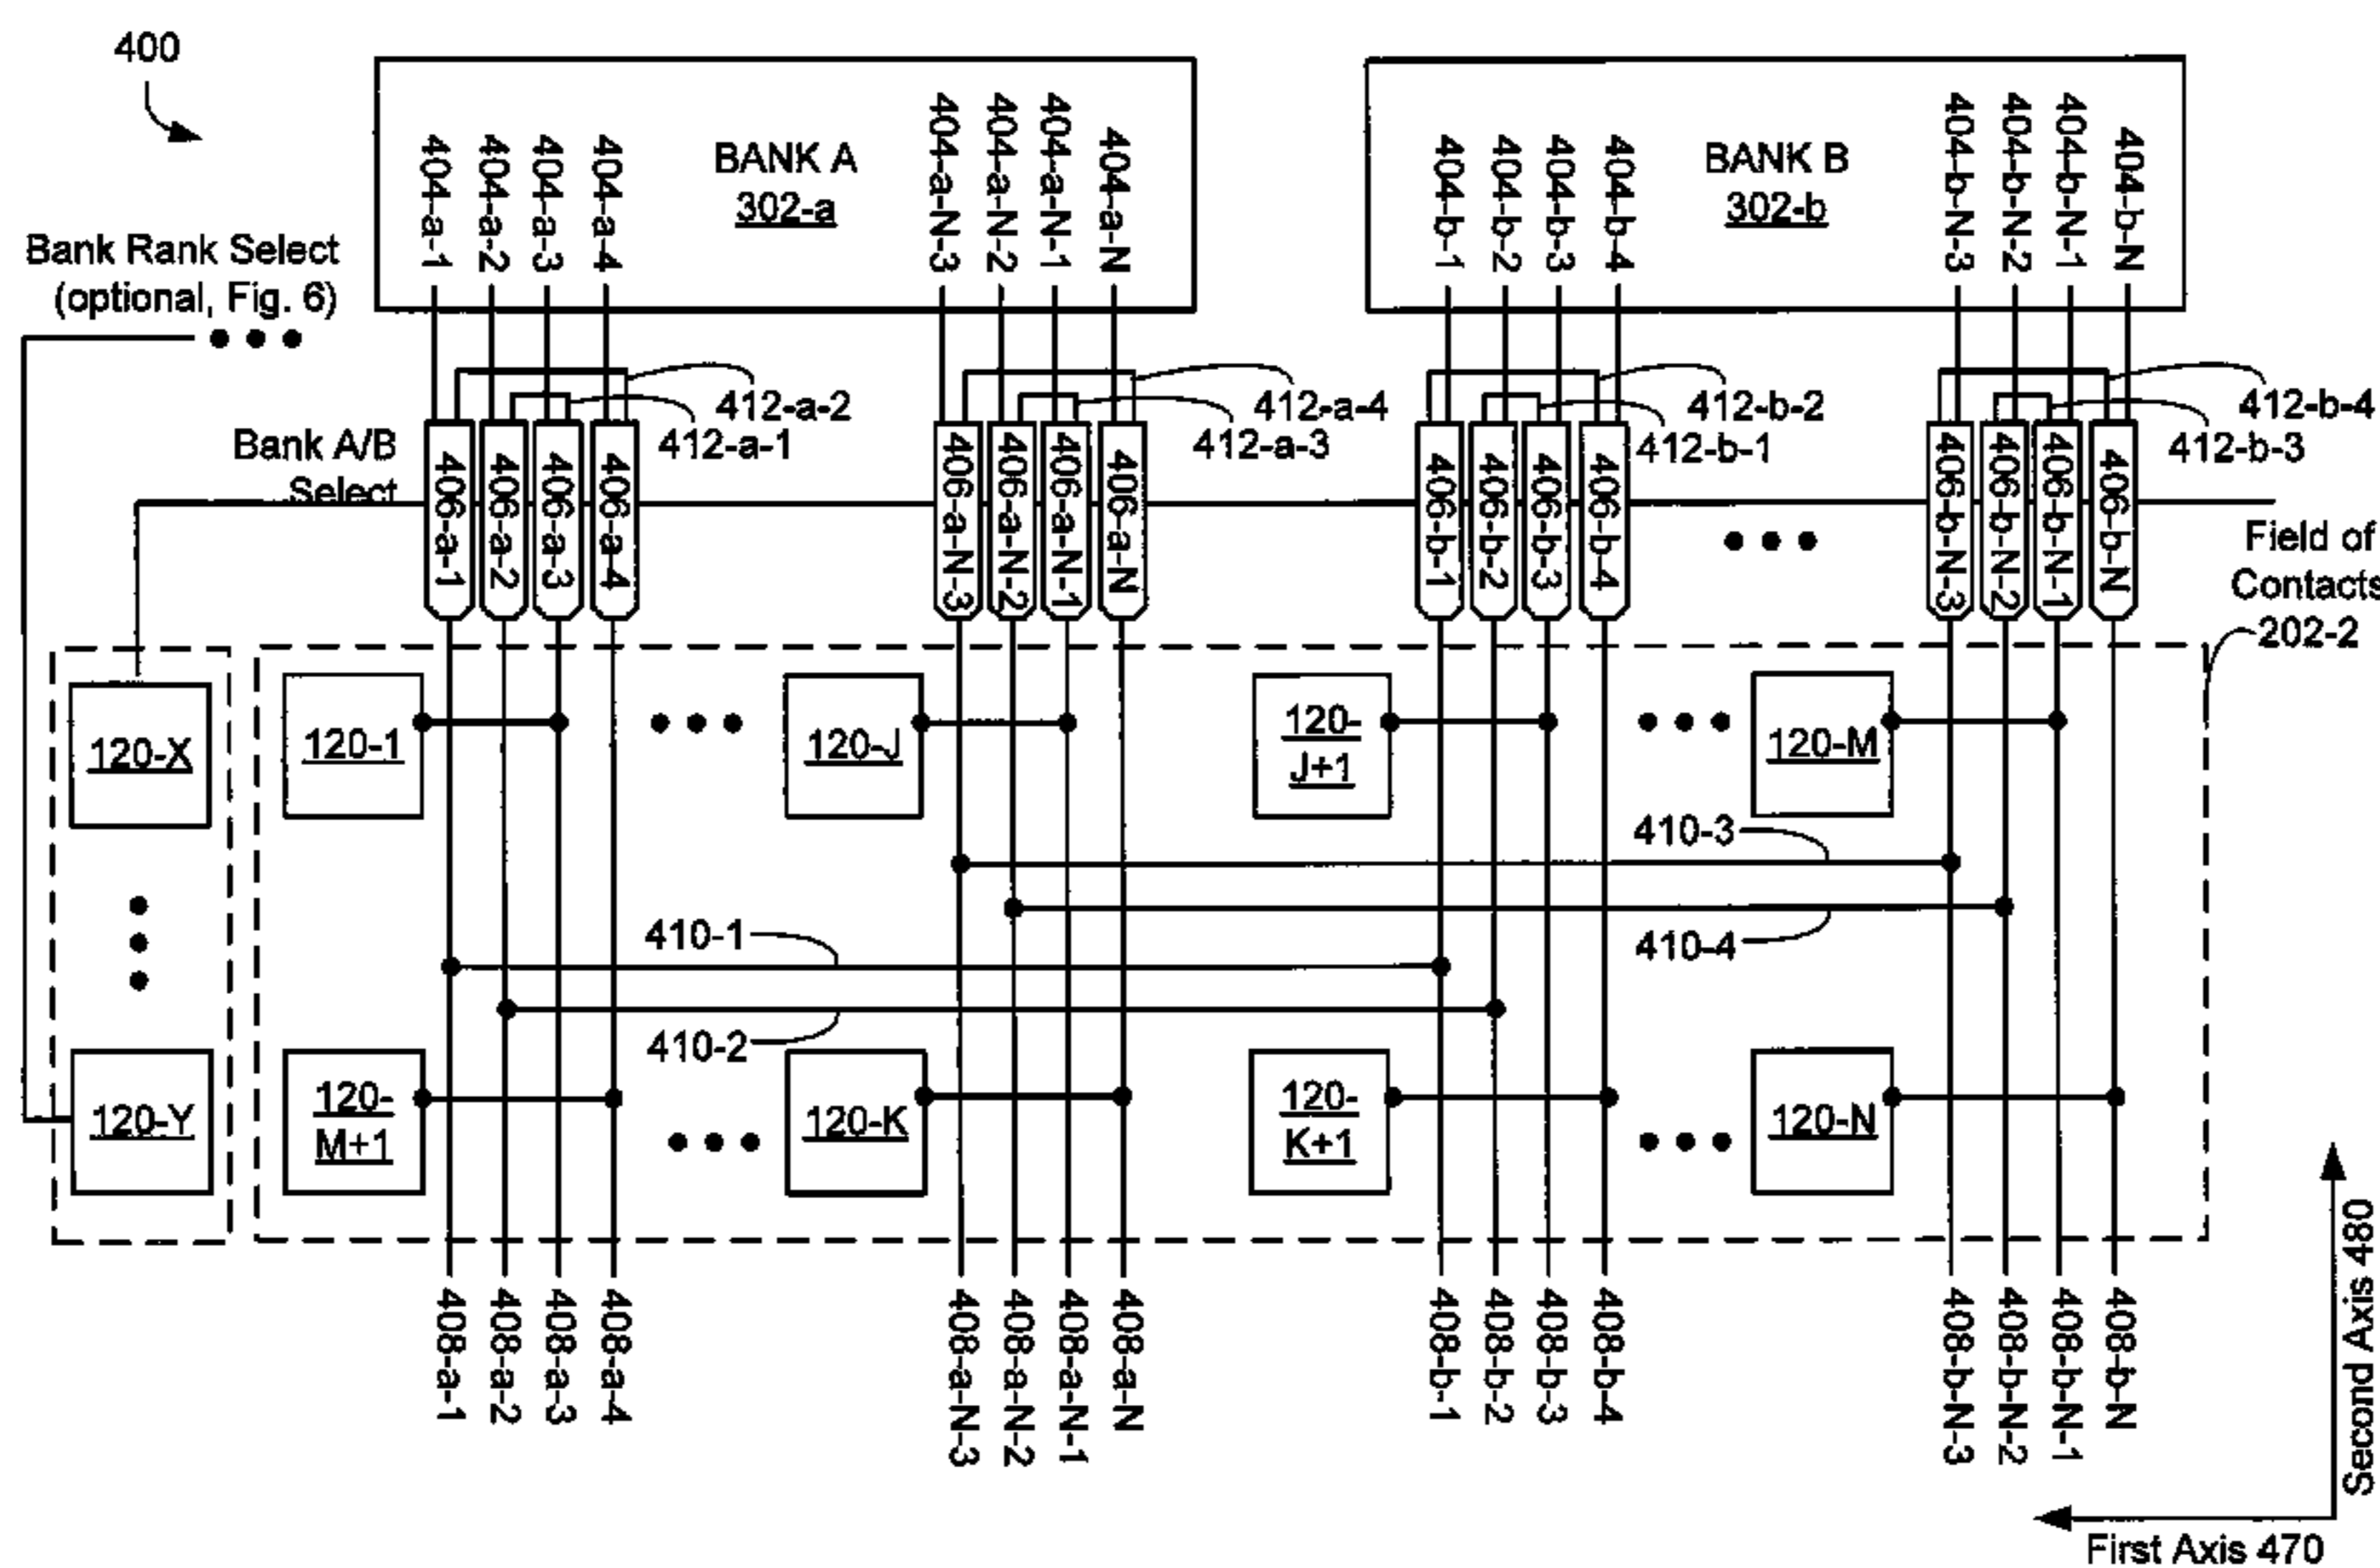 400
BANK A
302-a
404-a-1
404-a-2
404-a-3
404-a-4
404-a-N-3
404-a-N-2
404-a-N-1
404-a-N
BANK B
302-b
404-b-1
404-b-2
404-b-3
404-b-4
404-b-N-3
404-b-N-2
404-b-N-1
404-b-N
Bank Rank Select
(optional, Fig. 6)
412-a-2
412-a-1
412-a-4
412-a-3
412-b-2
412-b-1
412-b-4
412-b-3
Bank A/B
Select
406-a-1
406-a-2
406-a-3
406-a-4
406-a-N-3
406-a-N-2
406-a-N-1
406-a-N
406-b-1
406-b-2
406-b-3
406-b-4
406-b-N-3
406-b-N-2
406-b-N-1
406-b-N
Field of
Contacts
202-2
120-X
120-1
120-J
120-
J+1
120-M
410-3
410-1
410-4
410-2
120-Y
120-
M+1
120-K
120-
K+1
120-N
408-a-1
408-a-2
408-a-3
408-a-4
408-a-N-3
408-a-N-2
408-a-N-1
408-a-N
408-b-1
408-b-2
408-b-3
408-b-4
408-b-N-3
408-b-N-2
408-b-N-1
408-b-N
Second Axis 480
First Axis 470